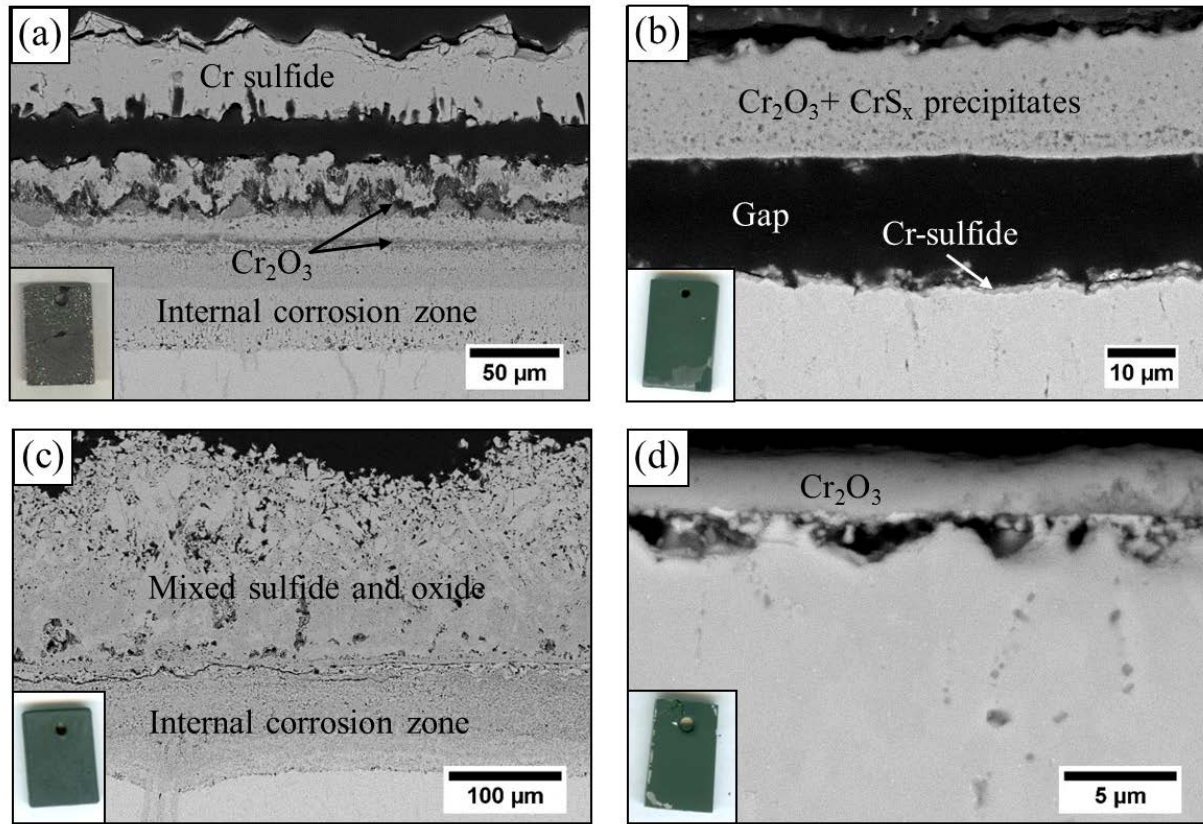 (a)
Cr sulfide
Cr₂O₃
Internal corrosion zone
50 µm
(b)
Cr₂O₃+ CrSₓ precipitates
Gap
Cr-sulfide
10 µm
(c)
Mixed sulfide and oxide
Internal corrosion zone
100 µm
(d)
Cr₂O₃
5 µm